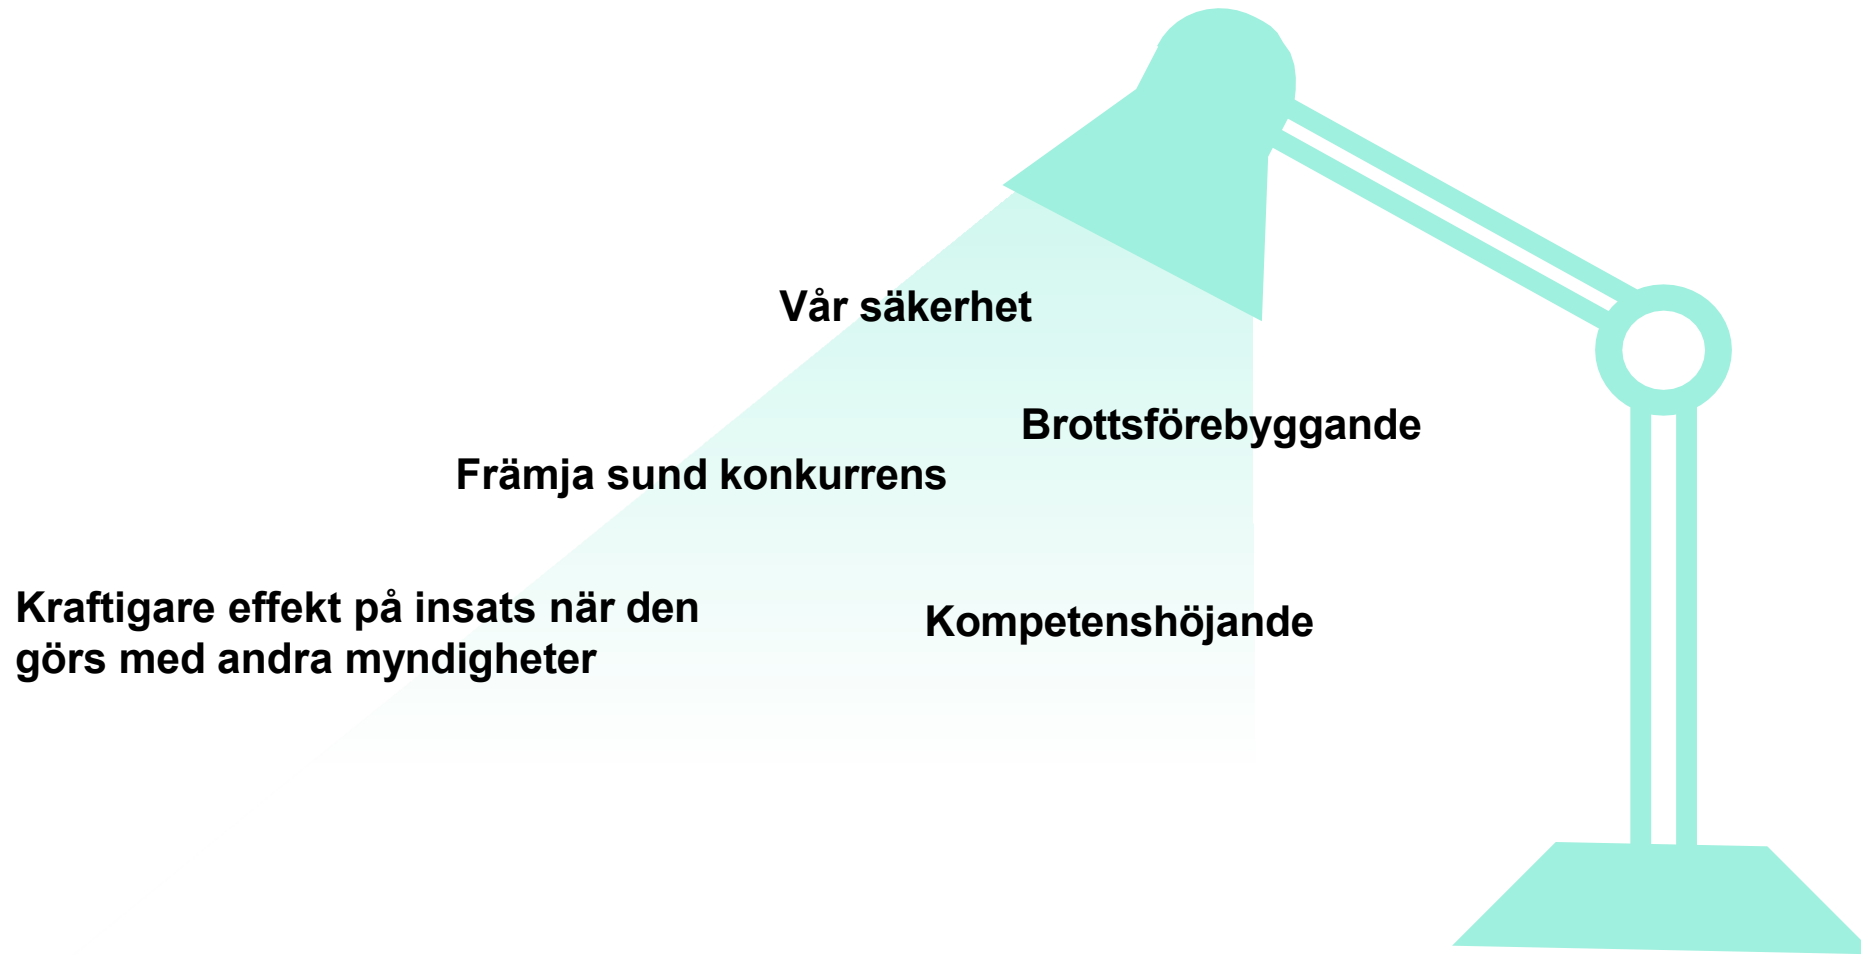 Vår säkerhet
Brottsförebyggande
Främja sund konkurrens
Kraftigare effekt på insats när den
görs med andra myndigheter
Kompetenshöjande